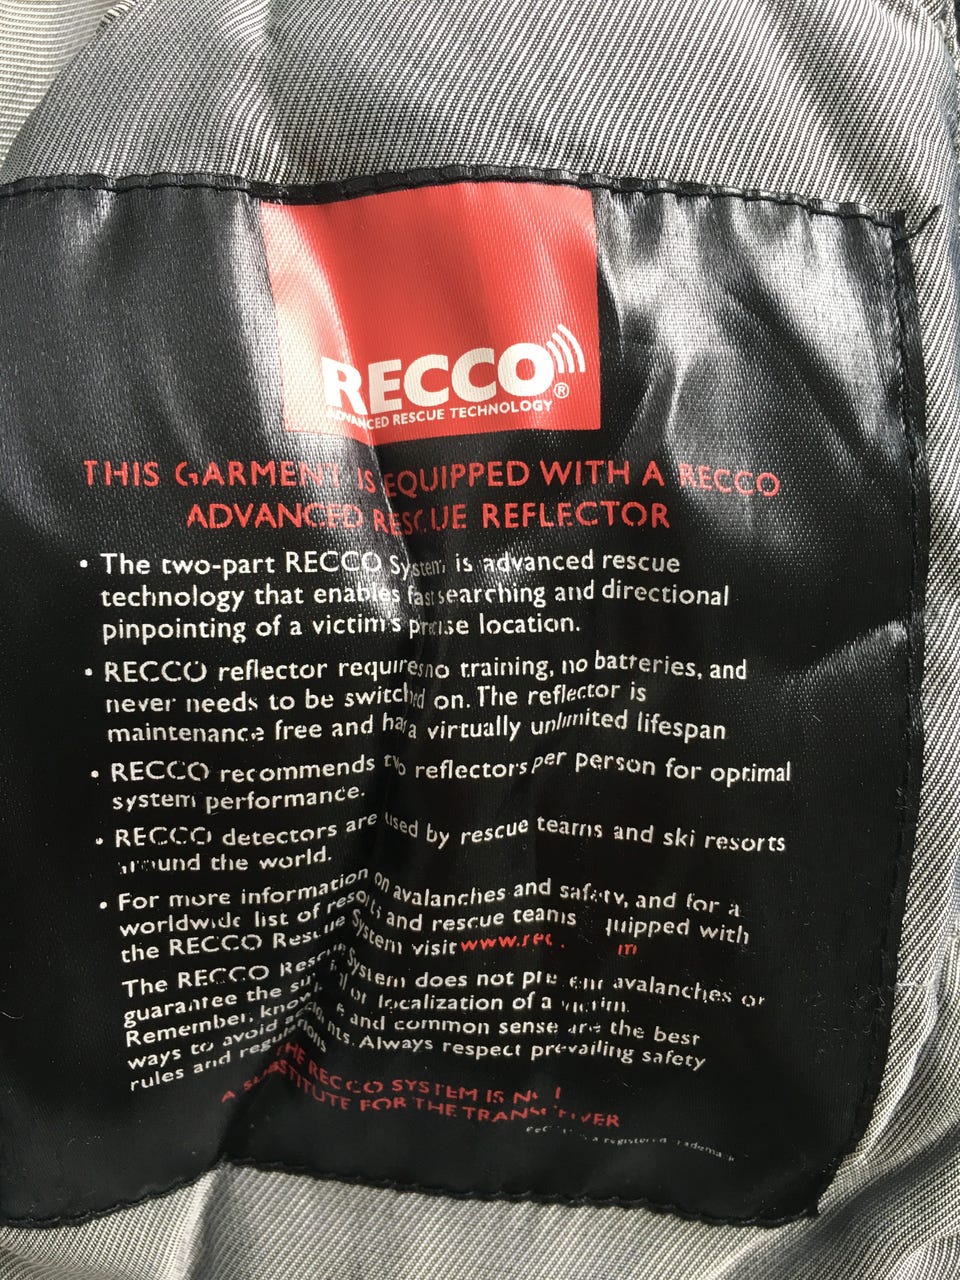 RECCO®
ADVANCED RESCUE TECHNOLOGY
THIS GARMENT IS EQUIPPED WITH A RECCO
ADVANCED RESCUE REFLECTOR
• The two-part RECCO System is advanced rescue
technology that enables fast searching and directional
pinpointing of a victim's precise location.
• RECCO reflector requires no training, no batteries, and
never needs to be switched on. The reflector is
maintenance free and has a virtually unlimited lifespan
• RECCO recommends two reflectors per person for optimal
system performance.
• RECCO detectors are used by rescue teams and ski resorts
around the world.
• For more information on avalanches and safety, and for a
worldwide list of resorts and rescue teams equipped with
the RECCO Rescue System visit
The RECCO Rescue System does not prevent avalanches or
guarantee the survival or localization of a victim.
Remember, knowledge and common sense are the best
ways to avoid accidents. Always respect prevailing safety
rules and regulations
THE RECCO SYSTEM IS NOT
A SUBSTITUTE FOR THE TRANSCEIVER
RECCO is a registered trademark